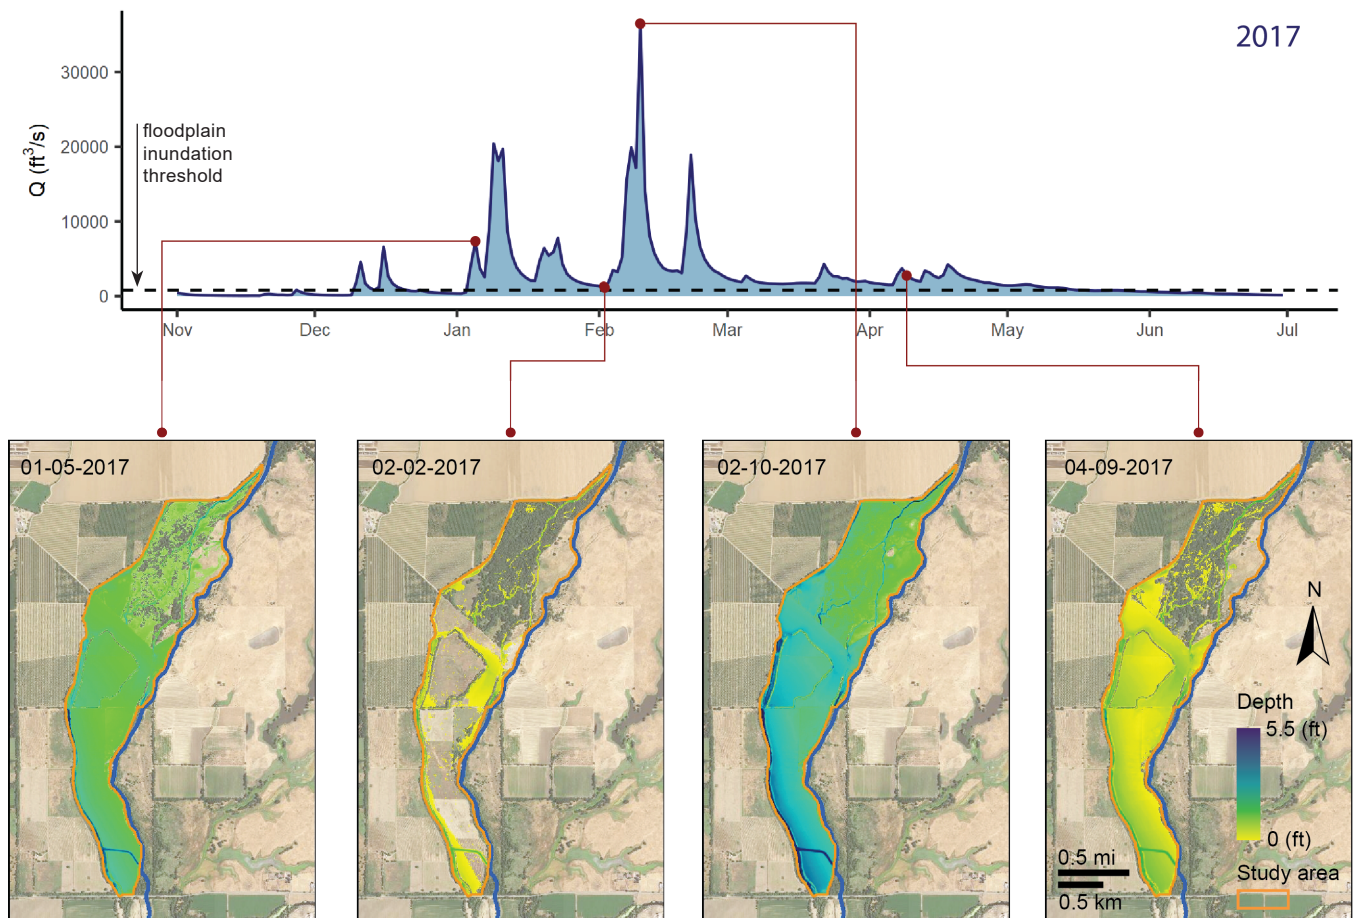 2017
30000
20000
10000
0
Q (ft³/s)
floodplain
inundation
threshold
Nov Dec Jan Feb Mar Apr May Jun Jul
01-05-2017
02-02-2017
02-10-2017
04-09-2017
N
Depth
5.5 (ft)
0 (ft)
0.5 mi
0.5 km
Study area